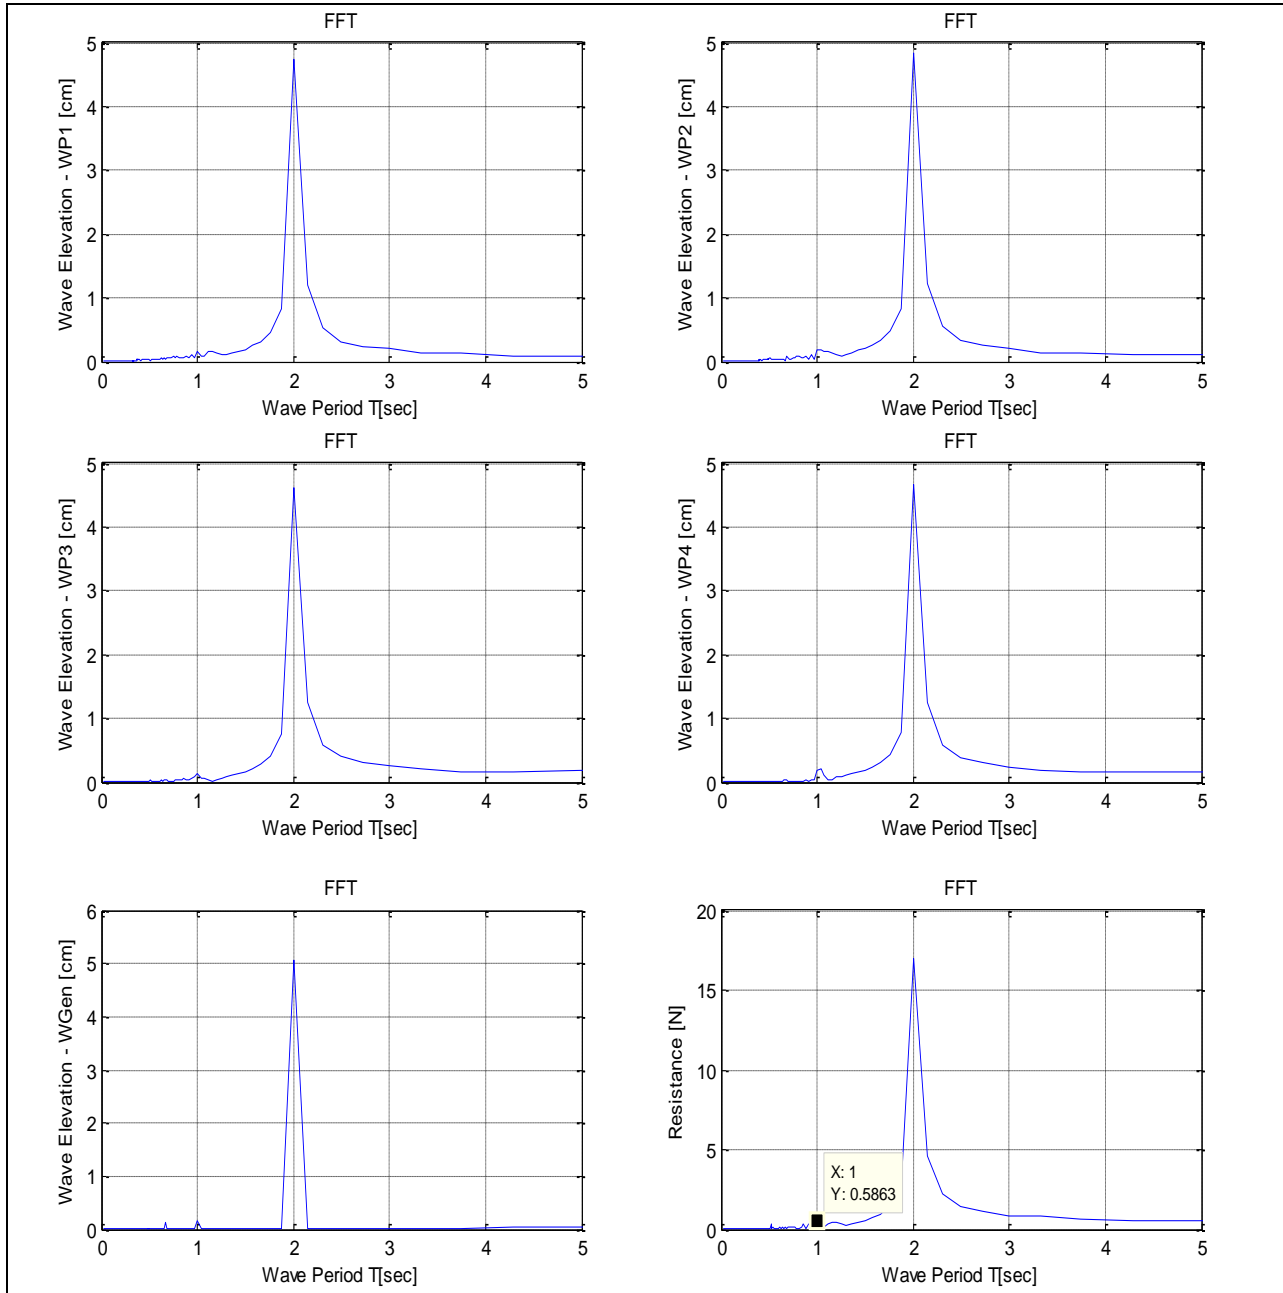 FFT
Wave Elevation - WP1 [cm]
5
4
3
2
1
0
0 1 2 3 4 5
Wave Period T[sec]
FFT
Wave Elevation - WP2 [cm]
5
4
3
2
1
0
0 1 2 3 4 5
Wave Period T[sec]
FFT
Wave Elevation - WP3 [cm]
5
4
3
2
1
0
0 1 2 3 4 5
Wave Period T[sec]
FFT
Wave Elevation - WP4 [cm]
5
4
3
2
1
0
0 1 2 3 4 5
Wave Period T[sec]
FFT
Wave Elevation - WGen [cm]
6
5
4
3
2
1
0
0 1 2 3 4 5
Wave Period T[sec]
FFT
Resistance [N]
20
15
10
5
0
X: 1
Y: 0.5863
0 1 2 3 4 5
Wave Period T[sec]